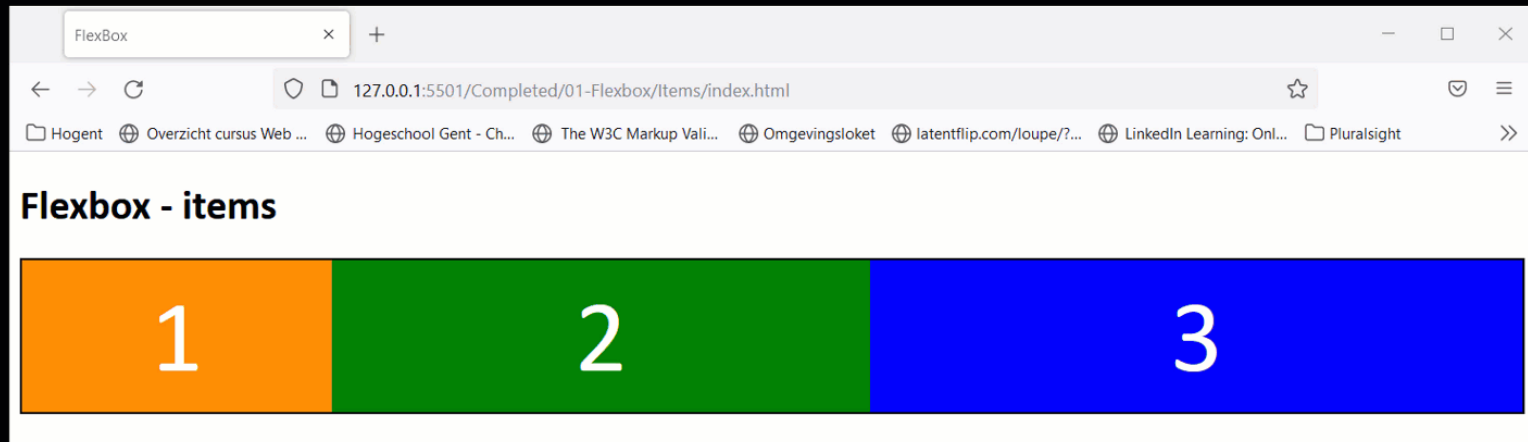 FlexBox
127.0.0.1:5501/Completed/01-Flexbox/Items/index.html
Hogent Overzicht cursus Web ... Hogeschool Gent - Ch... The W3C Markup Vali... Omgevingsloket latentflip.com/loupe/?... LinkedIn Learning: Onl... Pluralsight
Flexbox - items
1 2 3